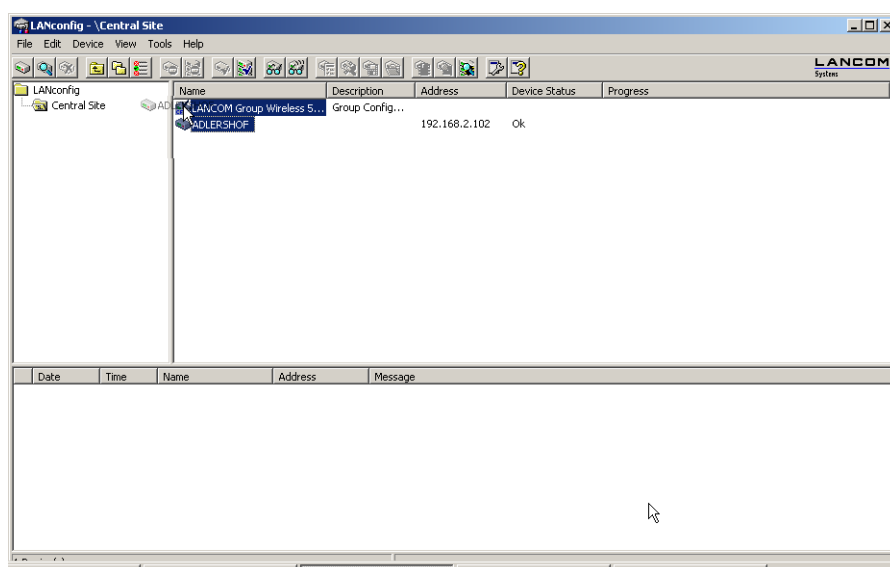 LANconfig - \Central Site
File Edit Device View Tools Help
LANCOM
Systems
LANconfig
Central Site
Name Description Address Device Status Progress
LANCOM Group Wireless 5... Group Config...
ADLERSHOF 192.168.2.102 Ok
Date Time Name Address Message